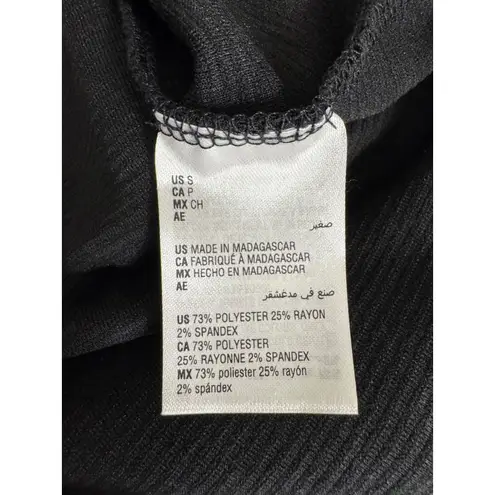 US S
CA P
MX CH
AE
صغير
US MADE IN MADAGASCAR
CA FABRIQUÉ À MADAGASCAR
MX HECHO EN MADAGASCAR
AE
صنع في مدغشقر
US 73% POLYESTER 25% RAYON
2% SPANDEX
CA 73% POLYESTER
25% RAYONNE 2% SPANDEX
MX 73% poliester 25% rayón
2% spándex